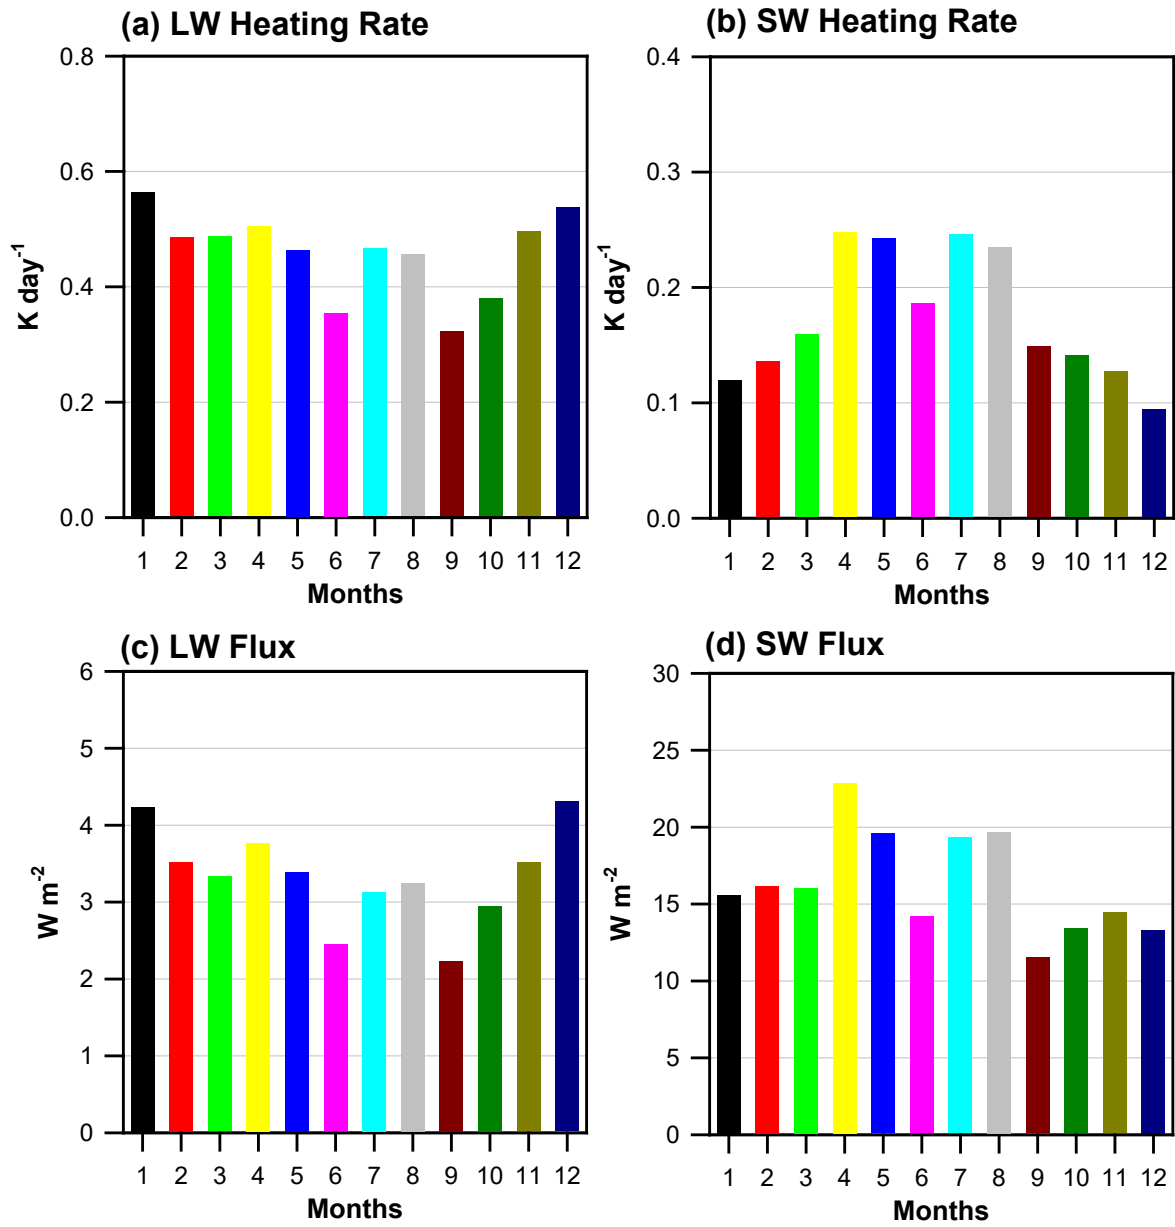 (a) LW Heating Rate
0.8
0.6
0.4
0.2
0.0
K day-1
1 2 3 4 5 6 7 8 9 10 11 12
Months
(b) SW Heating Rate
0.4
0.3
0.2
0.1
0.0
K day-1
1 2 3 4 5 6 7 8 9 10 11 12
Months
(c) LW Flux
6
5
4
3
2
1
0
W m-2
1 2 3 4 5 6 7 8 9 10 11 12
Months
(d) SW Flux
30
25
20
15
10
5
0
W m-2
1 2 3 4 5 6 7 8 9 10 11 12
Months